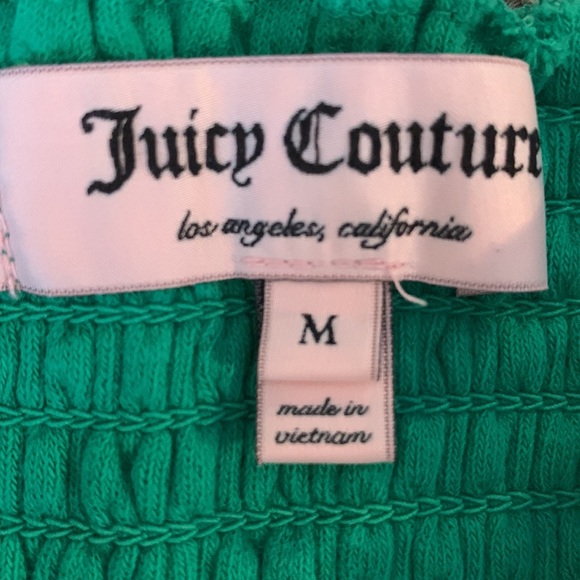 Juicy Couture
los angeles, california
M
made in
vietnam